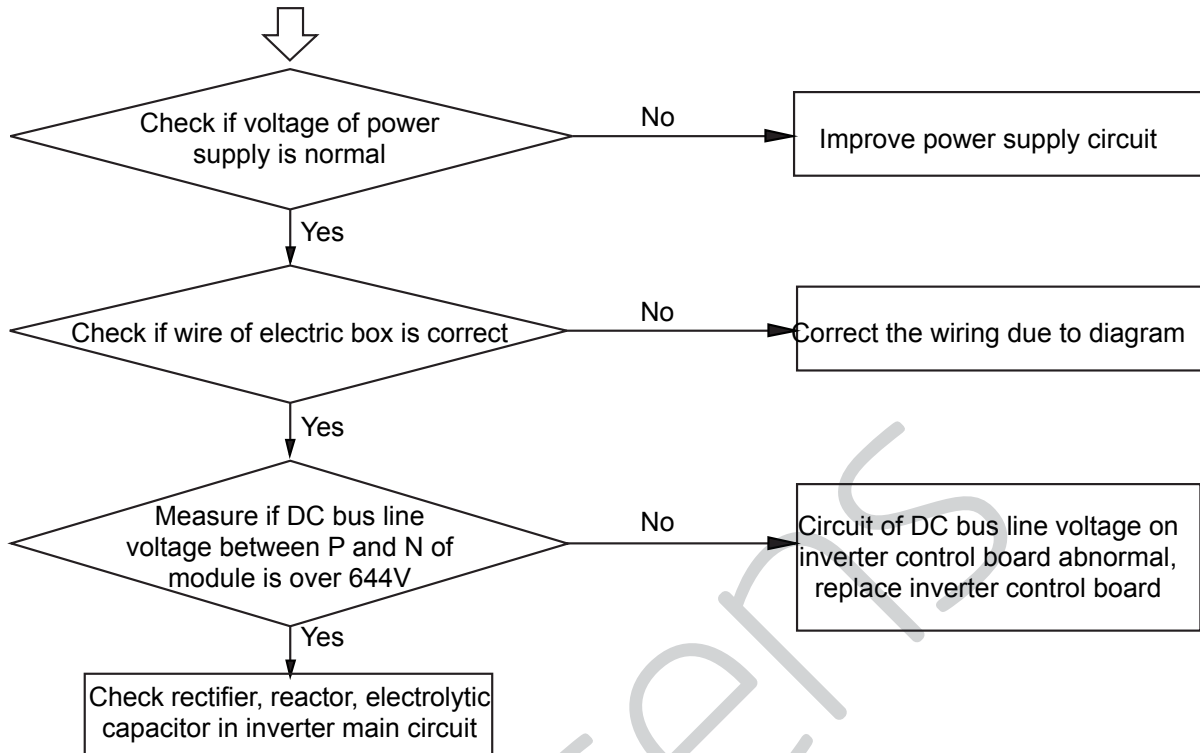 Check if voltage of power
supply is normal
No
Improve power supply circuit
Yes
Check if wire of electric box is correct
No
Correct the wiring due to diagram
Yes
Measure if DC bus line
voltage between P and N of
module is over 644V
No
Circuit of DC bus line voltage on
inverter control board abnormal,
replace inverter control board
Yes
Check rectifier, reactor, electrolytic
capacitor in inverter main circuit